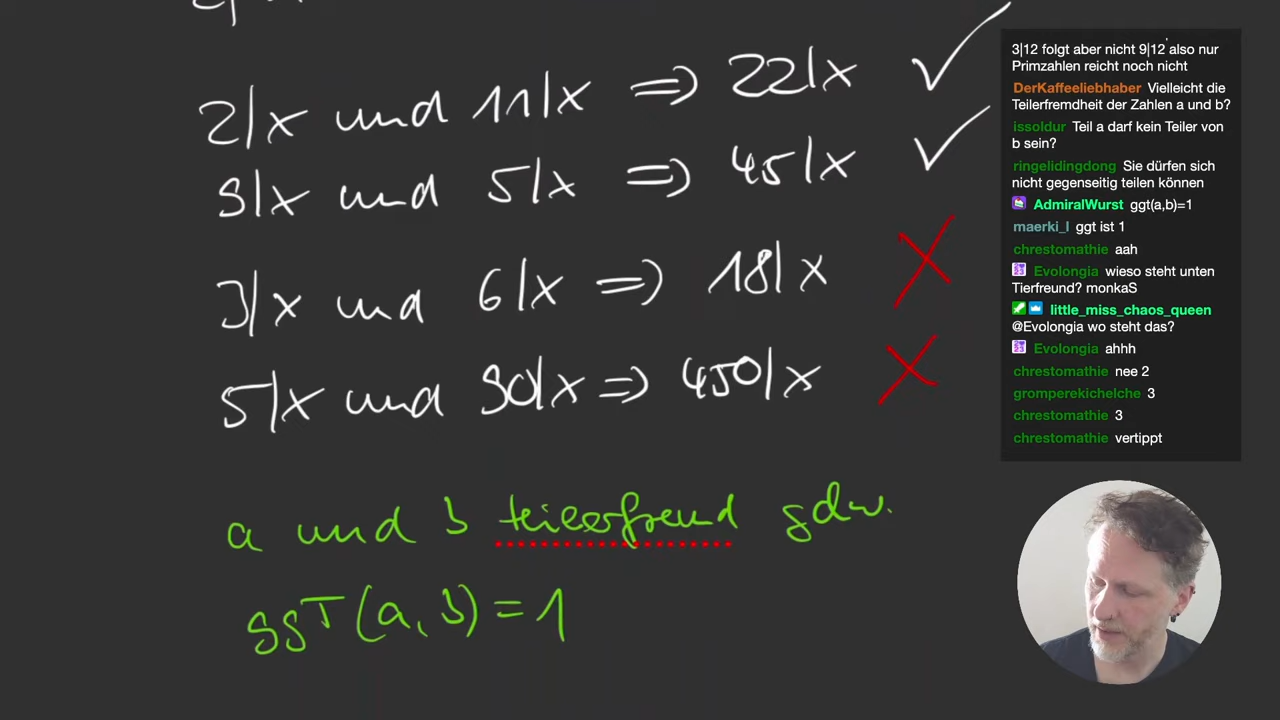 2|x und 11|x ⇒ 22|x ✓
9|x und 5|x ⇒ 45|x ✓
3|x und 6|x ⇒ 18|x ✗
5|x und 90|x ⇒ 450|x ✗
a und b teilerfremd gdw.
ggT(a,b)=1
3|12 folgt aber nicht 9|12 also nur
Primzahlen reicht noch nicht
DerKaffeeliebhaber Vielleicht die
Teilerfremdheit der Zahlen a und b?
issoldur Teil a darf kein Teiler von
b sein?
ringelidingdong Sie dürfen sich
nicht gegenseitig teilen können
AdmiralWurst ggt(a,b)=1
maerki_l ggt ist 1
chrestomathie aah
Evolongia wieso steht unten
Tierfreund? monkaS
little_miss_chaos_queen
@Evolongia wo steht das?
Evolongia ahhh
chrestomathie nee 2
gromperekichelche 3
chrestomathie 3
chrestomathie vertippt